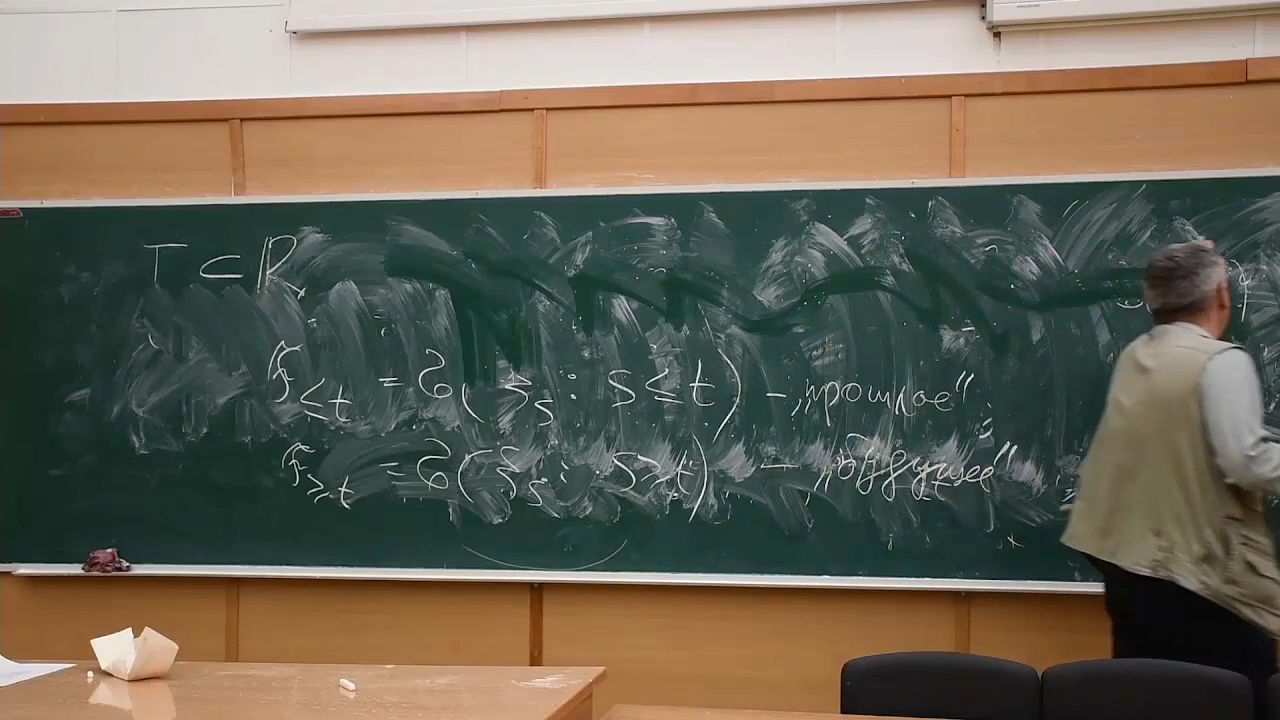 T ⊂ ℝ
ℱ≤t = σ(ξs : s ≤ t) – „прошлое“
ℱ≥t = σ(ξs : s ≥ t) – „будущее“